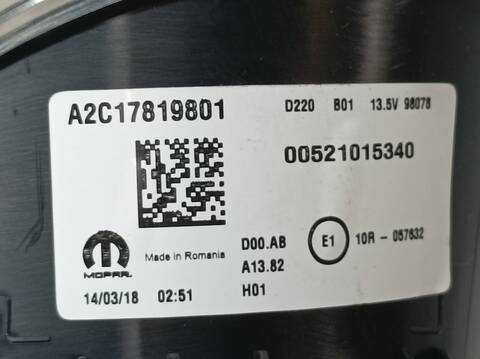 A2C17819801 D220 B01 13.5V 98078
00521015340
Made in Romania D00.AB E1 10R - 057632
MOPAR A13.82
14/03/18 02:51 H01